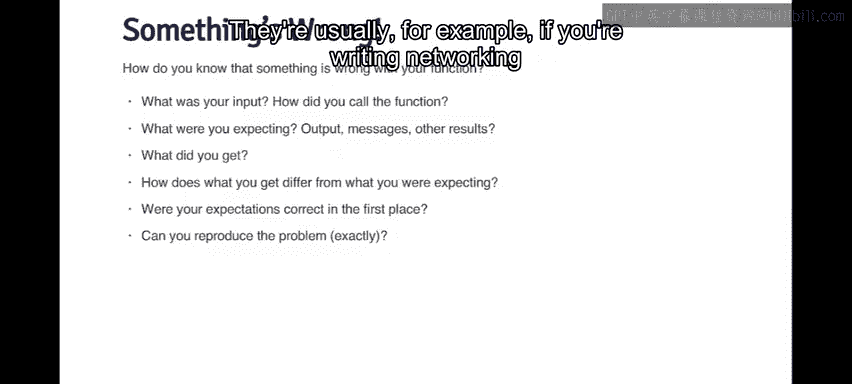 Something's Wrong!
They're usually, for example, if you're
writing networking
How do you know that something is wrong with your function?
· What was your input? How did you call the function?
· What were you expecting? Output, messages, other results?
· What did you get?
· How does what you get differ from what you were expecting?
· Were your expectations correct in the first place?
· Can you reproduce the problem (exactly)?